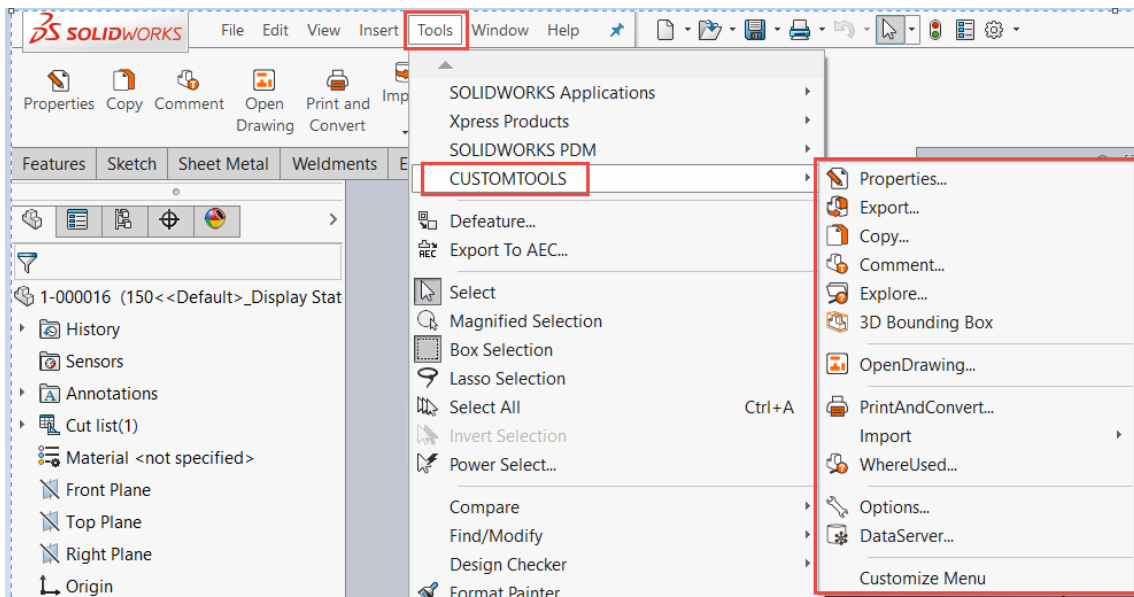 SOLIDWORKS File Edit View Insert Tools Window Help
Properties Copy Comment Open Drawing Print and Convert Imp
Features Sketch Sheet Metal Weldments E
1-000016 (150<<Default>_Display Stat
History
Sensors
Annotations
Cut list(1)
Material <not specified>
Front Plane
Top Plane
Right Plane
Origin
SOLIDWORKS Applications
Xpress Products
SOLIDWORKS PDM
CUSTOMTOOLS
Defeature...
Export To AEC...
Select
Magnified Selection
Box Selection
Lasso Selection
Select All Ctrl+A
Invert Selection
Power Select...
Compare
Find/Modify
Design Checker
Format Painter
Properties...
Export...
Copy...
Comment...
Explore...
3D Bounding Box
OpenDrawing...
PrintAndConvert...
Import
WhereUsed...
Options...
DataServer...
Customize Menu